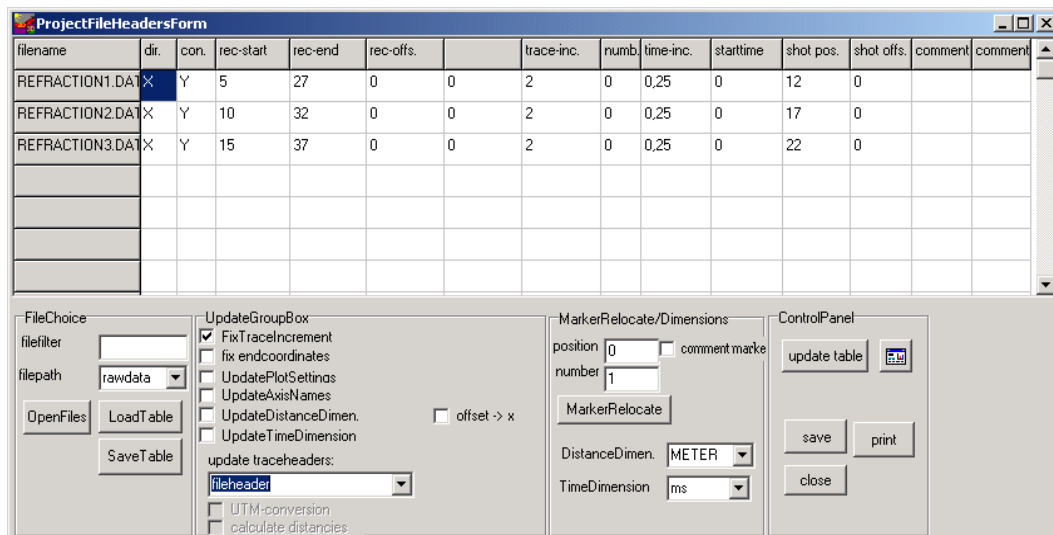 ProjectFileHeadersForm
filename dir. con. rec-start rec-end rec-offs. trace-inc. numb. time-inc. starttime shot pos. shot offs. comment comment
REFRACTION1.DAT X Y 5 27 0 0 2 0 0,25 0 12 0
REFRACTION2.DAT X Y 10 32 0 0 2 0 0,25 0 17 0
REFRACTION3.DAT X Y 15 37 0 0 2 0 0,25 0 22 0
FileChoice
filefilter
filepath rawdata
OpenFiles LoadTable
SaveTable
UpdateGroupBox
FixTraceIncrement
fix endcoordinates
UpdatePlotSettings
UpdateAxisNames
UpdateDistanceDimen. offset -> x
UpdateTimeDimension
update traceheaders:
fileheader
UTM-conversion
calculate distancies
MarkerRelocate/Dimensions
position 0 comment marke
number 1
MarkerRelocate
DistanceDimen. METER
TimeDimension ms
ControlPanel
update table
save print
close